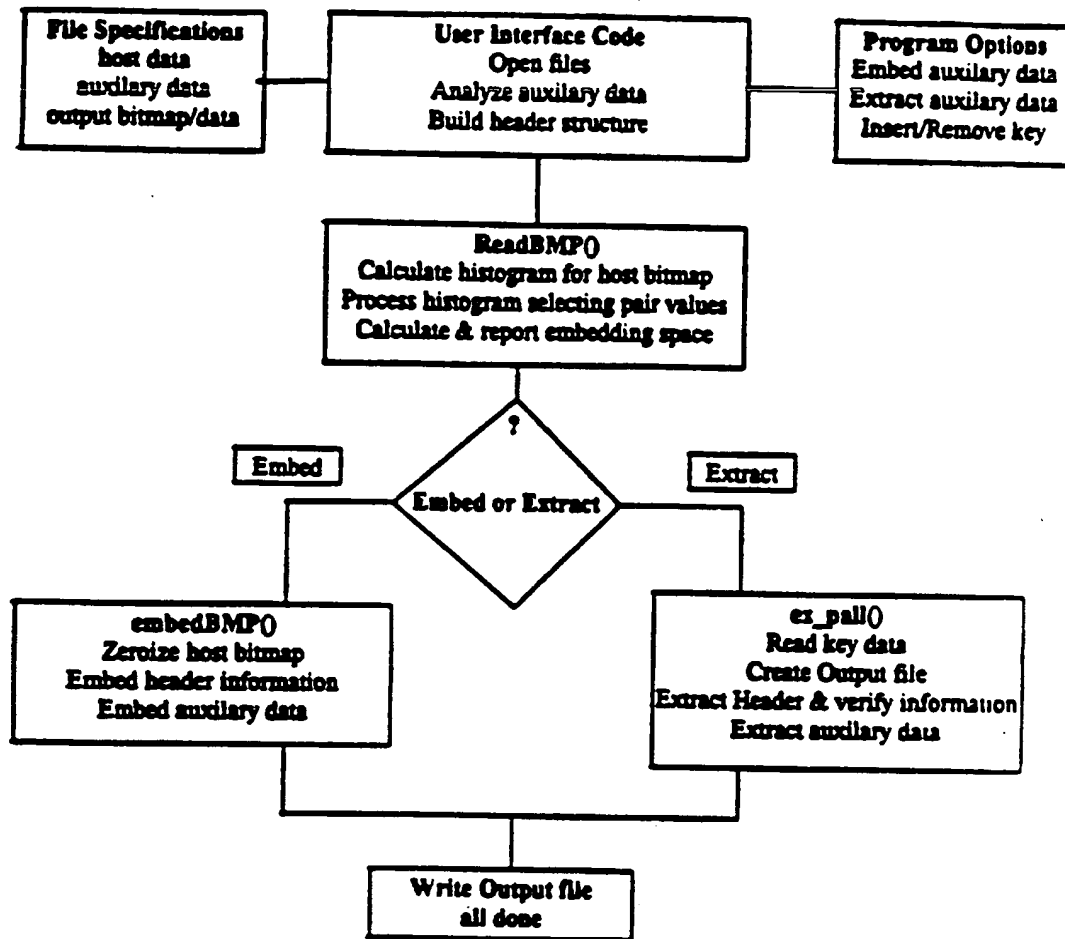 File Specifications
host data
auxilary data
output bitmap/data
User Interface Code
Open files
Analyze auxilary data
Build header structure
Program Options
Embed auxilary data
Extract auxilary data
Insert/Remove key
ReadBMP()
Calculate histogram for host bitmap
Process histogram selecting pair values
Calculate & report embedding space
?
Embed or Extract
Embed
Extract
embedBMP()
Zeroize host bitmap
Embed header information
Embed auxilary data
ex_pall()
Read key data
Create Output file
Extract Header & verify information
Extract auxilary data
Write Output file
all done